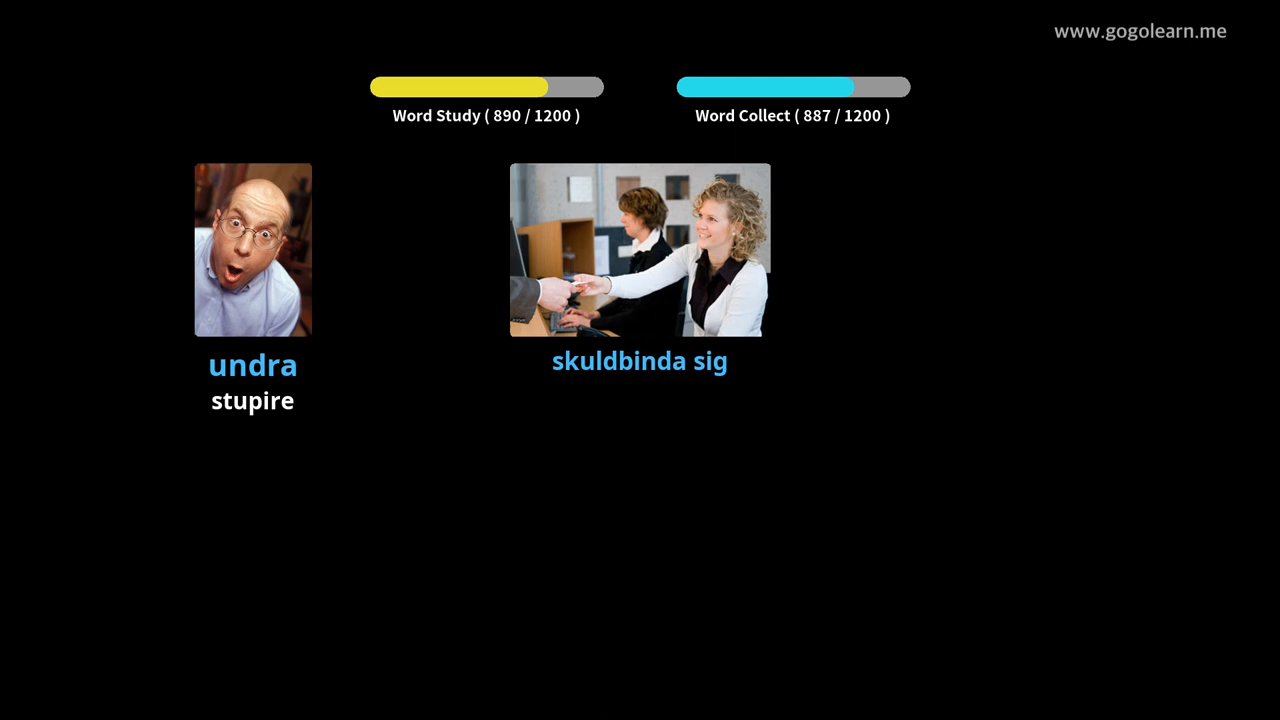 www.gogolearn.me
Word Study ( 890 / 1200 )
Word Collect ( 887 / 1200 )
undra
stupire
skuldbinda sig